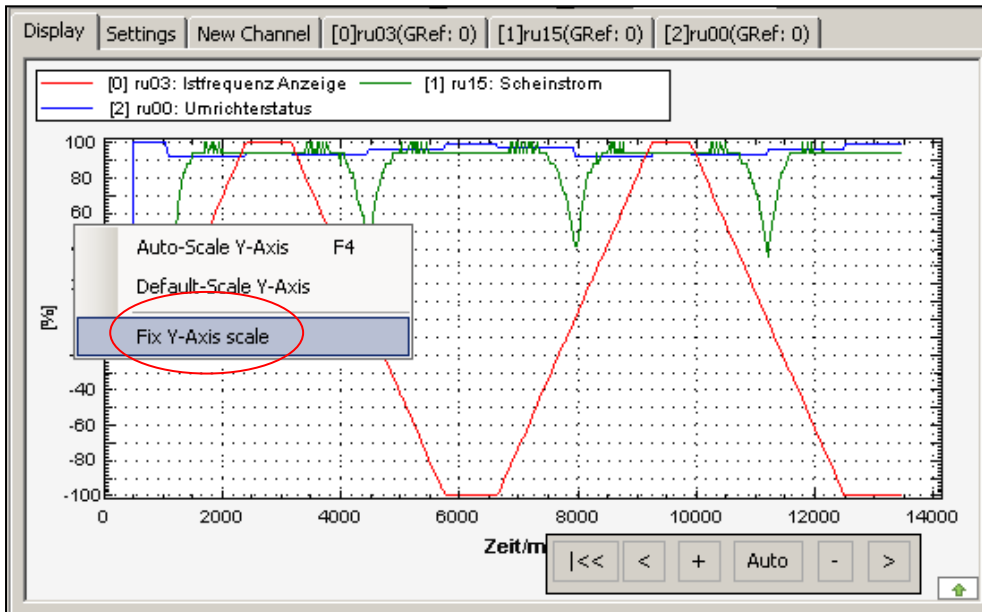 Display Settings New Channel [0]ru03(GRef: 0) [1]ru15(GRef: 0) [2]ru00(GRef: 0)
[0] ru03: Istfrequenz Anzeige [1] ru15: Scheinstrom
[2] ru00: Umrichterstatus
100
80
60
Auto-Scale Y-Axis F4
Default-Scale Y-Axis
[%]
Fix Y-Axis scale
-40
-60
-80
-100
0 2000 4000 6000 8000 10000 12000 14000
Zeit/m
|<< < + Auto - >